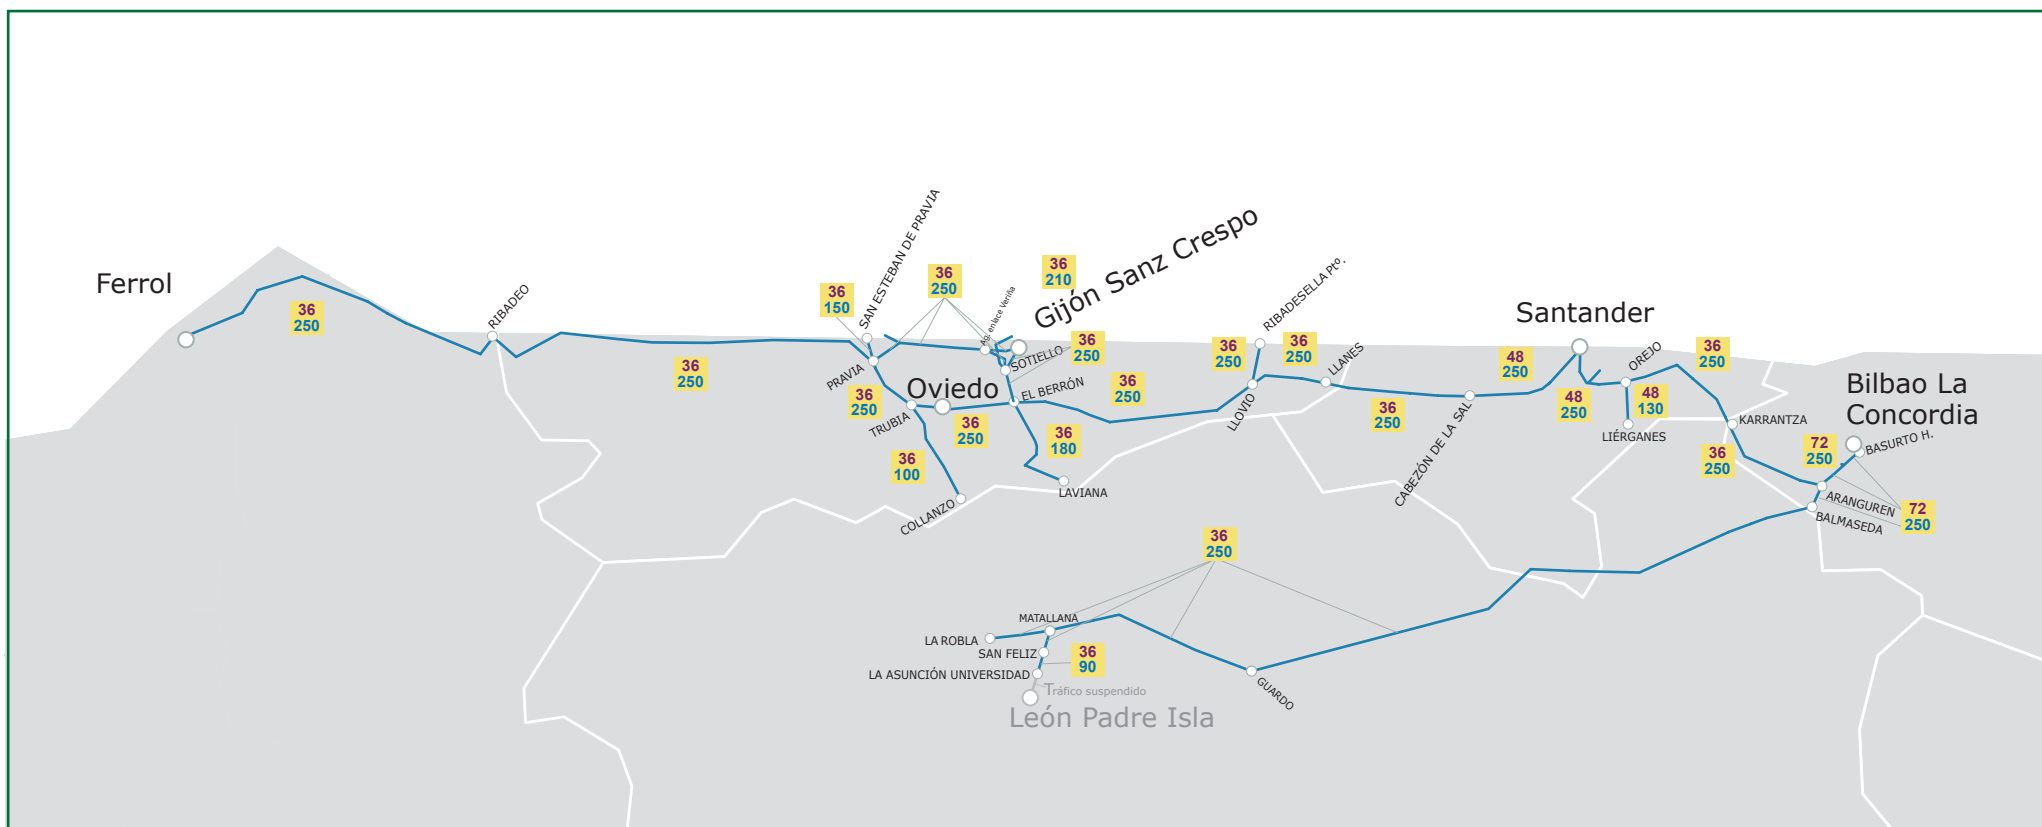 Ferrol
36
250
RIBADEO
36
250
36
150
SAN ESTEBAN DE PRAVIA
36
250
Ag. enlace Veriña
36
210
Gijón Sanz Crespo
SOTIELLO
36
250
PRAVIA
36
250
TRUBIA
Oviedo
36
250
EL BERRÓN
36
250
36
100
COLLANZO
36
180
LAVIANA
36
250
RIBADESELLA Ptº.
36
250
LLOVIO
LLANES
36
250
CABEZÓN DE LA SAL
48
250
Santander
48
250
OREJO
48
130
LIÉRGANES
36
250
KARRANTZA
36
250
Bilbao La
Concordia
72
250
BASURTO H.
ARANGUREN
BALMASEDA
72
250
36
250
MATALLANA
LA ROBLA
SAN FELIZ
36
90
LA ASUNCIÓN UNIVERSIDAD
Tráfico suspendido
León Padre Isla
GUARDO